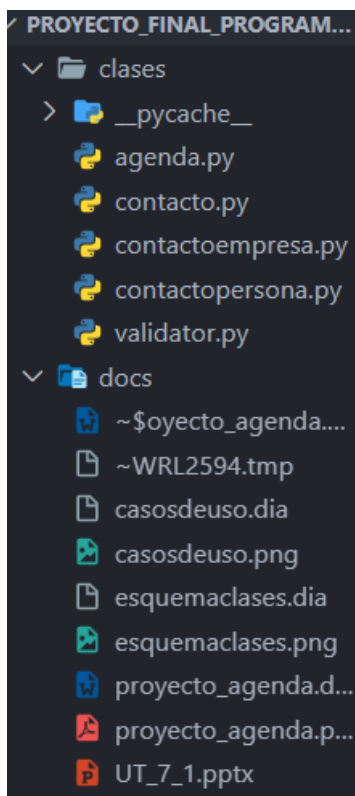 PROYECTO_FINAL_PROGRAM...
clases
__pycache__
agenda.py
contacto.py
contactoempresa.py
contactopersona.py
validator.py
docs
~$oyecto_agenda....
~WRL2594.tmp
casosdeuso.dia
casosdeuso.png
esquemaclases.dia
esquemaclases.png
proyecto_agenda.d...
proyecto_agenda.p...
UT_7_1.pptx